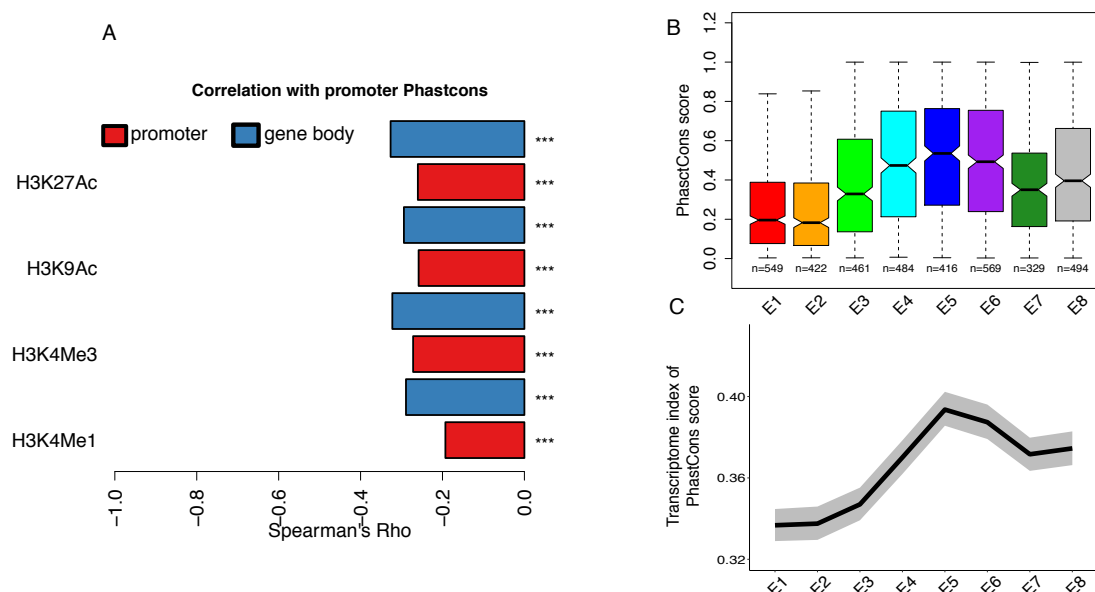 A
Correlation with promoter Phastcons
promoter gene body
H3K27Ac ***
***
H3K9Ac ***
***
H3K4Me3 ***
***
H3K4Me1 ***
***
-1.0 -0.8 -0.6 -0.4 -0.2 0.0
Spearman's Rho
B
PhasctCons score
1.2
1.0
0.8
0.6
0.4
0.2
0.0
n=549 n=422 n=461 n=484 n=416 n=569 n=329 n=494
E1 E2 E3 E4 E5 E6 E7 E8
C
Transcriptome index of
PhastCons score
0.40
0.36
0.32
E1 E2 E3 E4 E5 E6 E7 E8